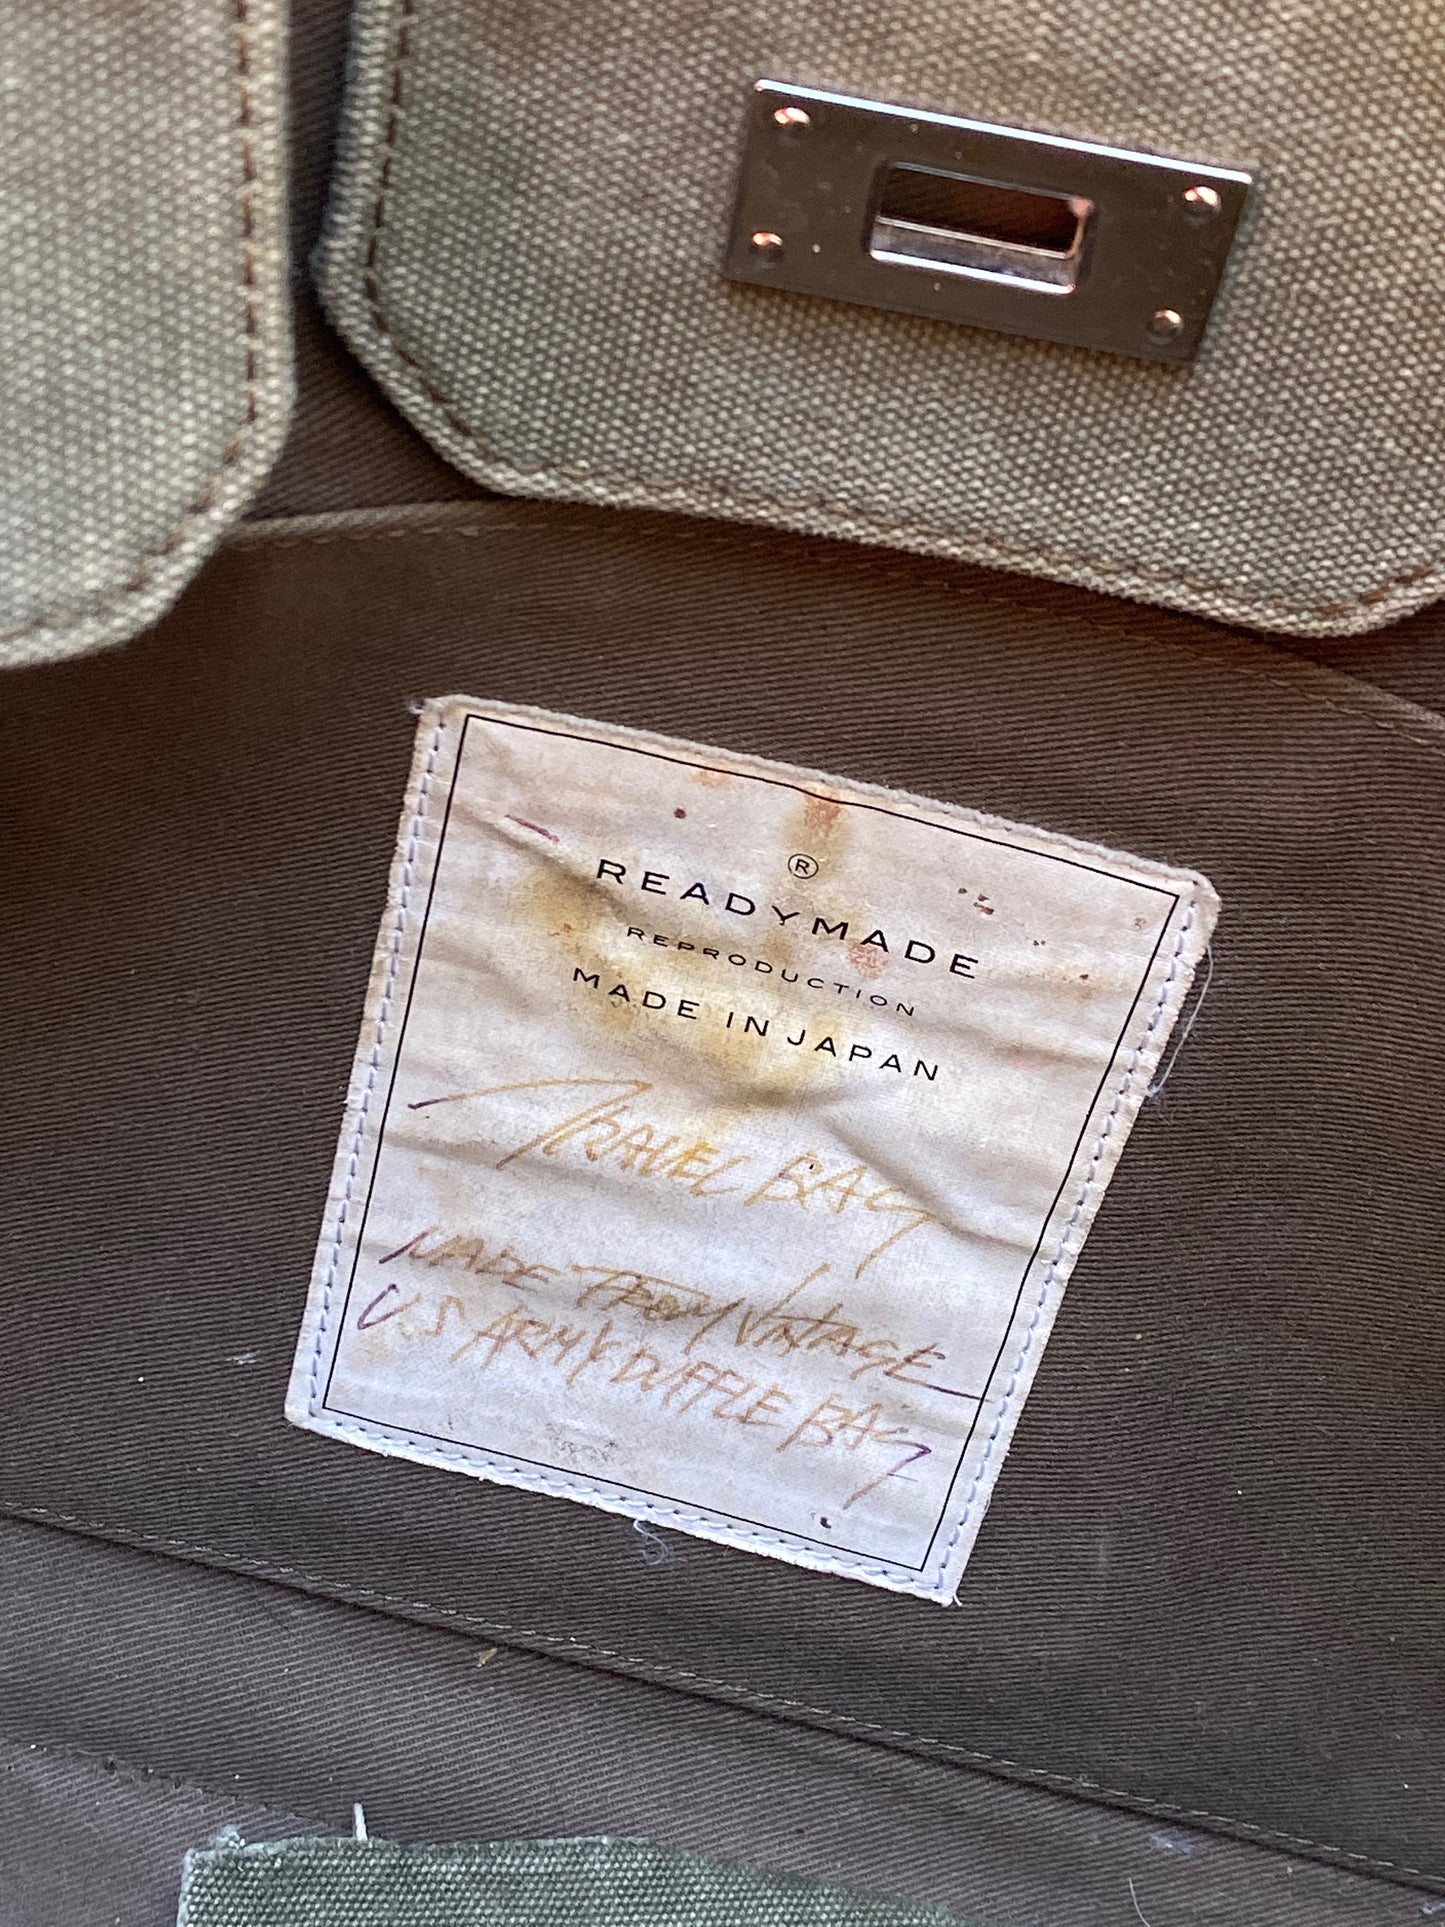 ®
READYMADE
REPRODUCTION
MADE IN JAPAN
TRAVEL BAG
MADE FROM VINTAGE
U.S ARMY DUFFLE BAG